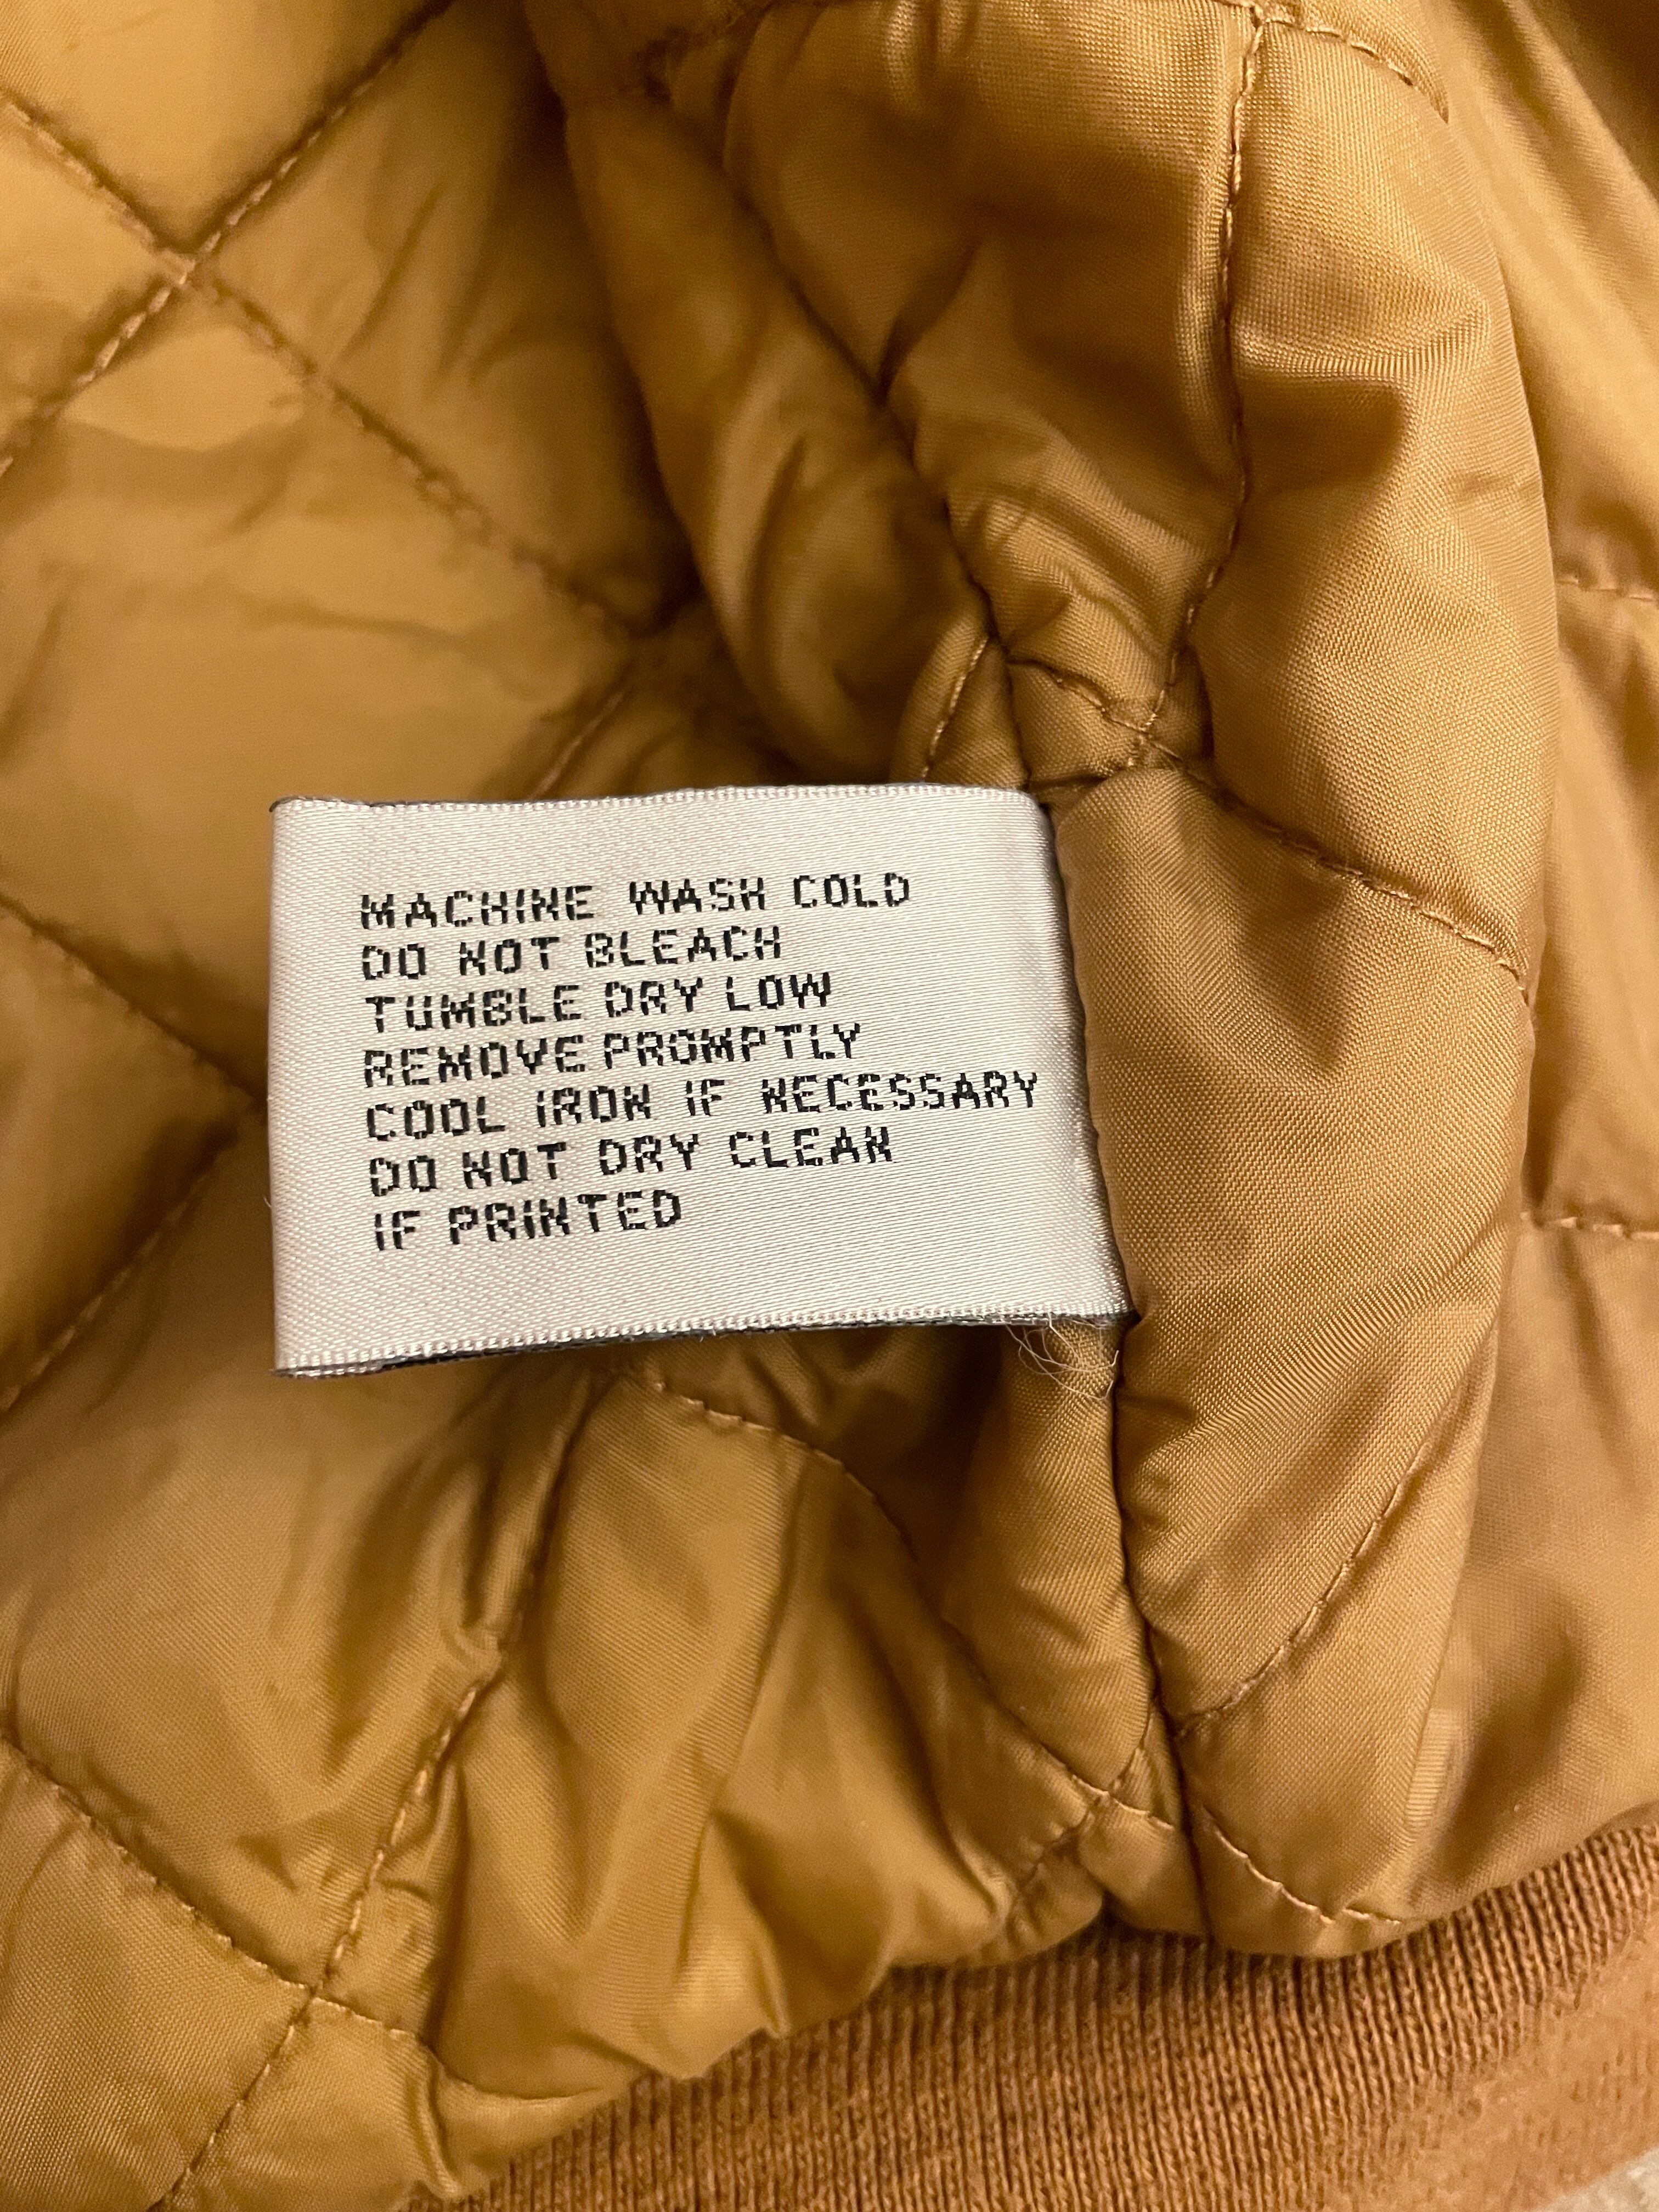 MACHINE WASH COLD
DO NOT BLEACH
TUMBLE DRY LOW
REMOVE PROMPTLY
COOL IRON IF NECESSARY
DO NOT DRY CLEAN
IF PRINTED